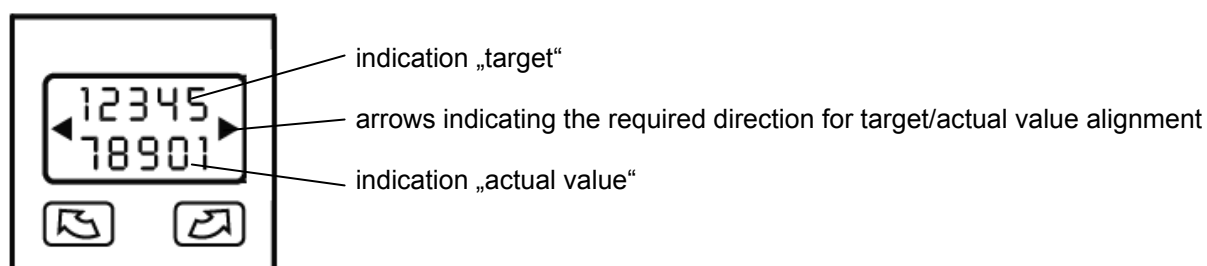 indication „target“
12345
arrows indicating the required direction for target/actual value alignment
78901
indication „actual value“